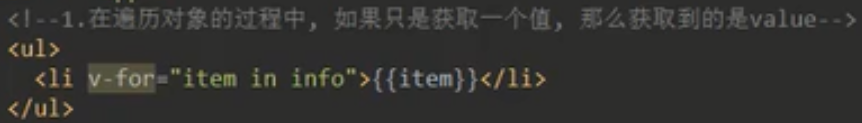 <!--1.在遍历对象的过程中, 如果只是获取一个值, 那么获取到的是value-->
<ul>
<li v-for="item in info">{{item}}</li>
</ul>